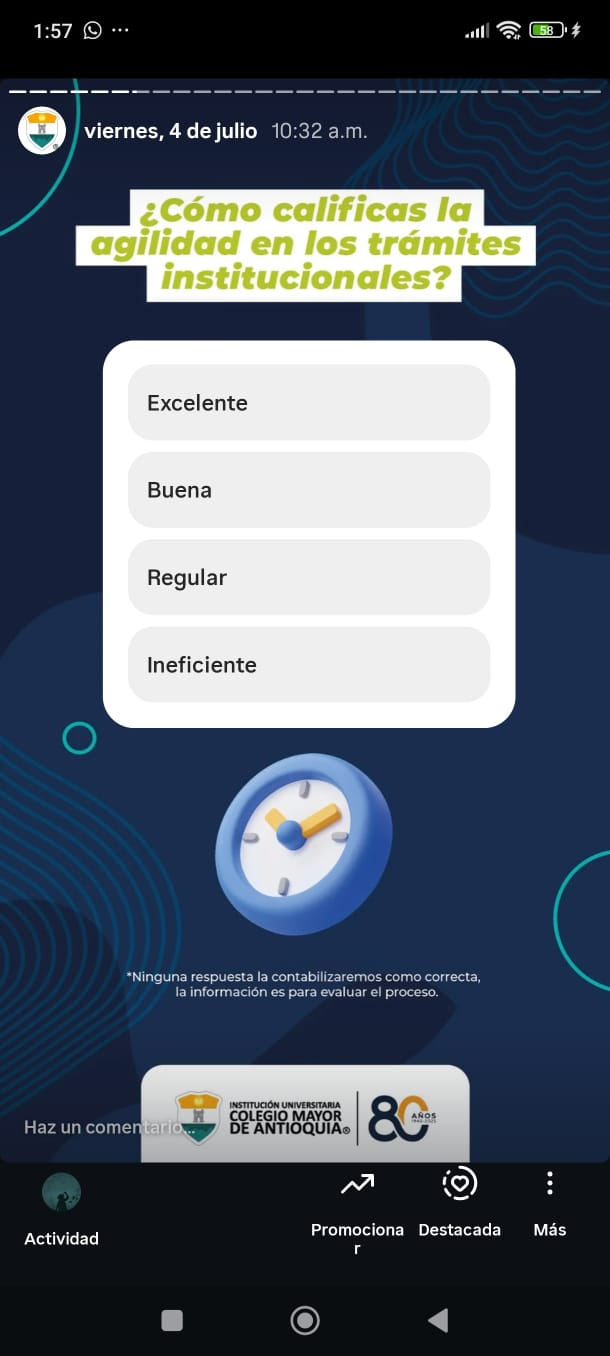 1:57
58
viernes, 4 de julio 10:32 a.m.
¿Cómo calificas la
agilidad en los trámites
institucionales?
Excelente
Buena
Regular
Ineficiente
*Ninguna respuesta la contabilizaremos como correcta,
la información es para evaluar el proceso.
INSTITUCIÓN UNIVERSITARIA
COLEGIO MAYOR
DE ANTIOQUIA®
80 AÑOS
1945-2025
Haz un comentario...
Actividad
Promociona
r
Destacada
Más